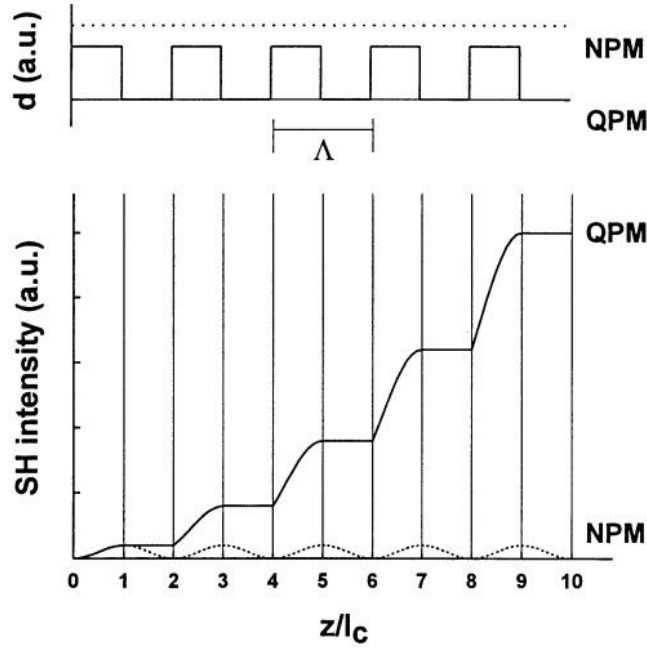 d (a.u.)
NPM
QPM
Λ
SH intensity (a.u.)
QPM
NPM
0 1 2 3 4 5 6 7 8 9 10
z/lC